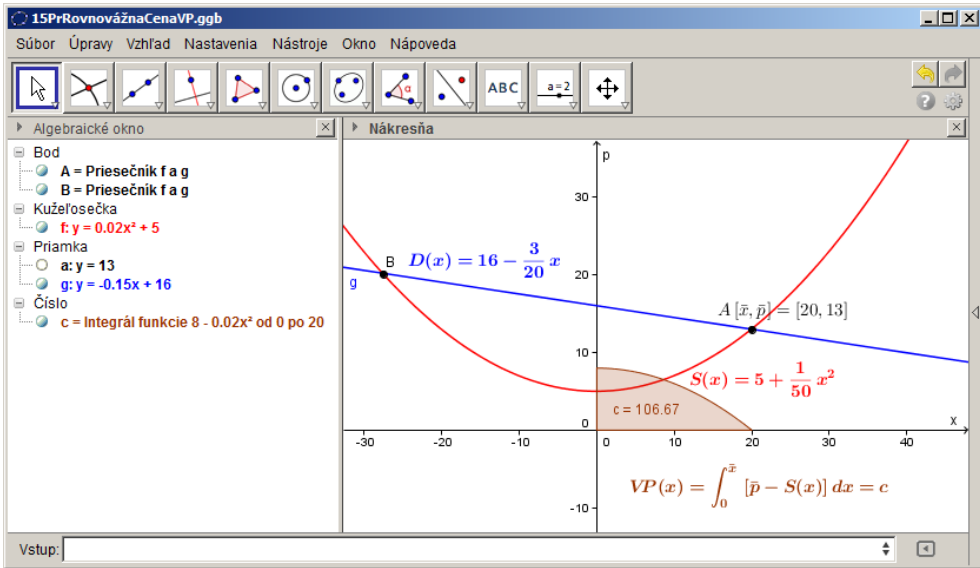 15PrRovnovážnaCenaVP.ggb
Súbor Úpravy Vzhľad Nastavenia Nástroje Okno Nápoveda
ABC a=2
α
Algebraické okno
Bod
A = Priesečník f a g
B = Priesečník f a g
Kužeľosečka
f: y = 0.02x² + 5
Priamka
a: y = 13
g: y = -0.15x + 16
Číslo
c = Integrál funkcie 8 - 0.02x² od 0 po 20
Nákresňa
p
30
B D(x) = 16 − 3/20 x
g
20
A [x̄, p̄] = [20, 13]
10
S(x) = 5 + 1/50 x²
c = 106.67
0
x
-30 -20 -10 0 10 20 30 40
VP(x) = ∫₀^x̄ [p̄ − S(x)] dx = c
-10
Vstup: